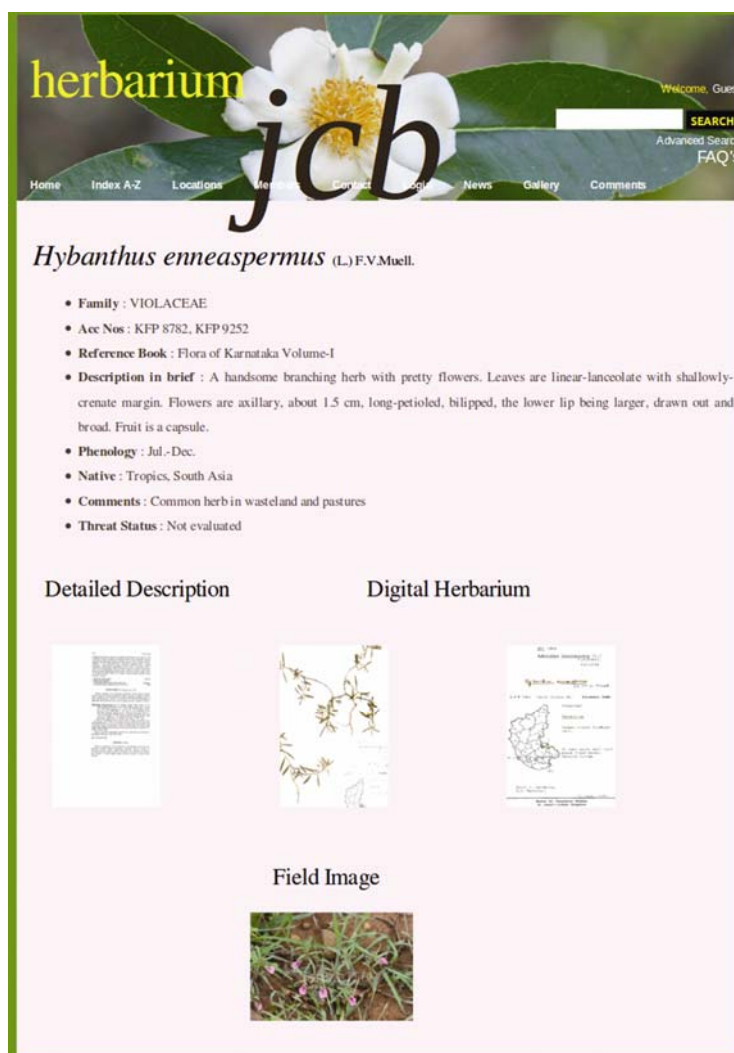 herbarium
jcb
Welcome, Gues
SEARCH
Advanced Searc
FAQ's
Home Index A-Z Locations Members Contact Login News Gallery Comments
Hybanthus enneaspermus (L.) F.V.Muell.
• Family : VIOLACEAE
• Acc Nos : KFP 8782, KFP 9252
• Reference Book : Flora of Karnataka Volume-I
• Description in brief : A handsome branching herb with pretty flowers. Leaves are linear-lanceolate with shallowly-
crenate margin. Flowers are axillary, about 1.5 cm, long-petioled, bilipped, the lower lip being larger, drawn out and
broad. Fruit is a capsule.
• Phenology : Jul.-Dec.
• Native : Tropics, South Asia
• Comments : Common herb in wasteland and pastures
• Threat Status : Not evaluated
Detailed Description Digital Herbarium
Field Image